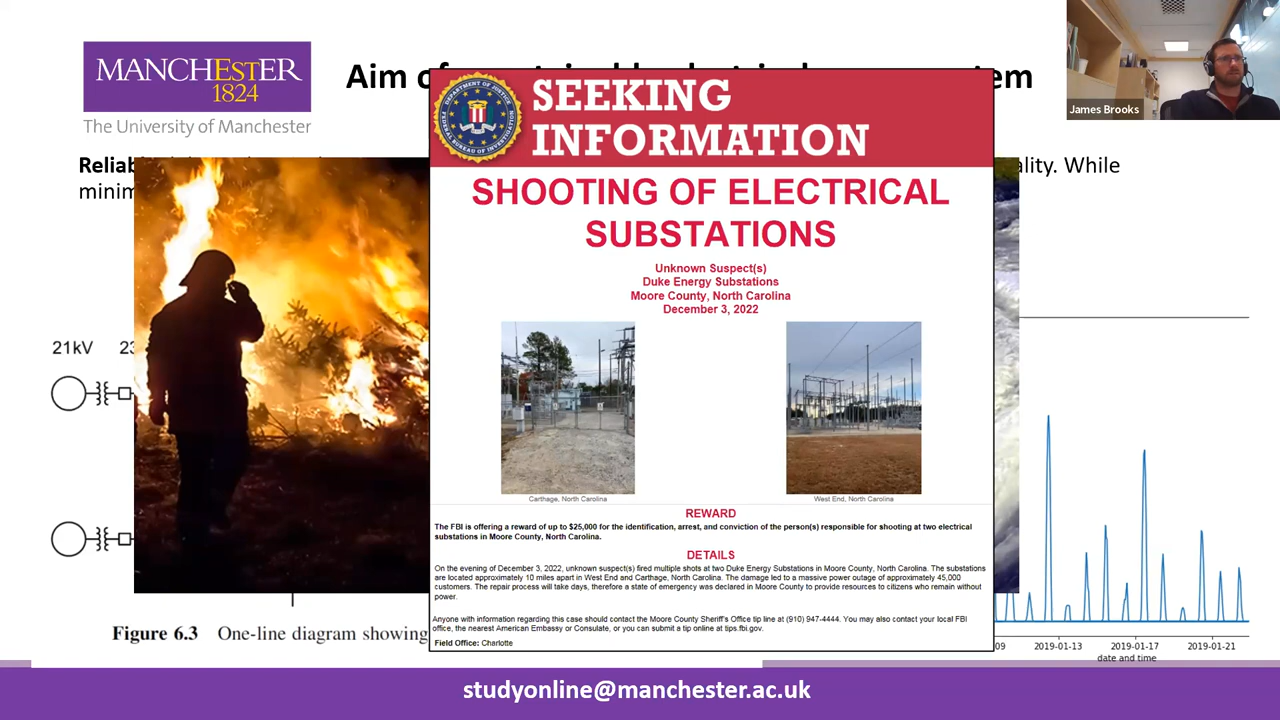 MANCHESTER
1824
The University of Manchester
Aim of
James Brooks
SEEKING
INFORMATION
ality. While
SHOOTING OF ELECTRICAL
SUBSTATIONS
Unknown Suspect(s)
Duke Energy Substations
Moore County, North Carolina
December 3, 2022
21kV
Carthage, North Carolina
West End, North Carolina
REWARD
The FBI is offering a reward of up to $25,000 for the identification, arrest, and conviction of the person(s) responsible for shooting at two electrical
substations in Moore County, North Carolina.
DETAILS
On the evening of December 3, 2022, unknown suspect(s) fired multiple shots at two Duke Energy Substations in Moore County, North Carolina. The substations
are located approximately 10 miles apart in West End and Carthage, North Carolina. The damage led to a massive power outage of approximately 45,000
customers. The repair process will take days, therefore a state of emergency was declared in Moore County to provide resources to citizens who remain without
power.
Anyone with information regarding this case should contact the Moore County Sheriff's Office tip line at (910) 947-4444. You may also contact your local FBI
office, the nearest American Embassy or Consulate, or you can submit a tip online at tips.fbi.gov.
Field Office: Charlotte
Figure 6.3 One-line diagram showing
09 2019-01-13 2019-01-17 2019-01-21
date and time
studyonline@manchester.ac.uk